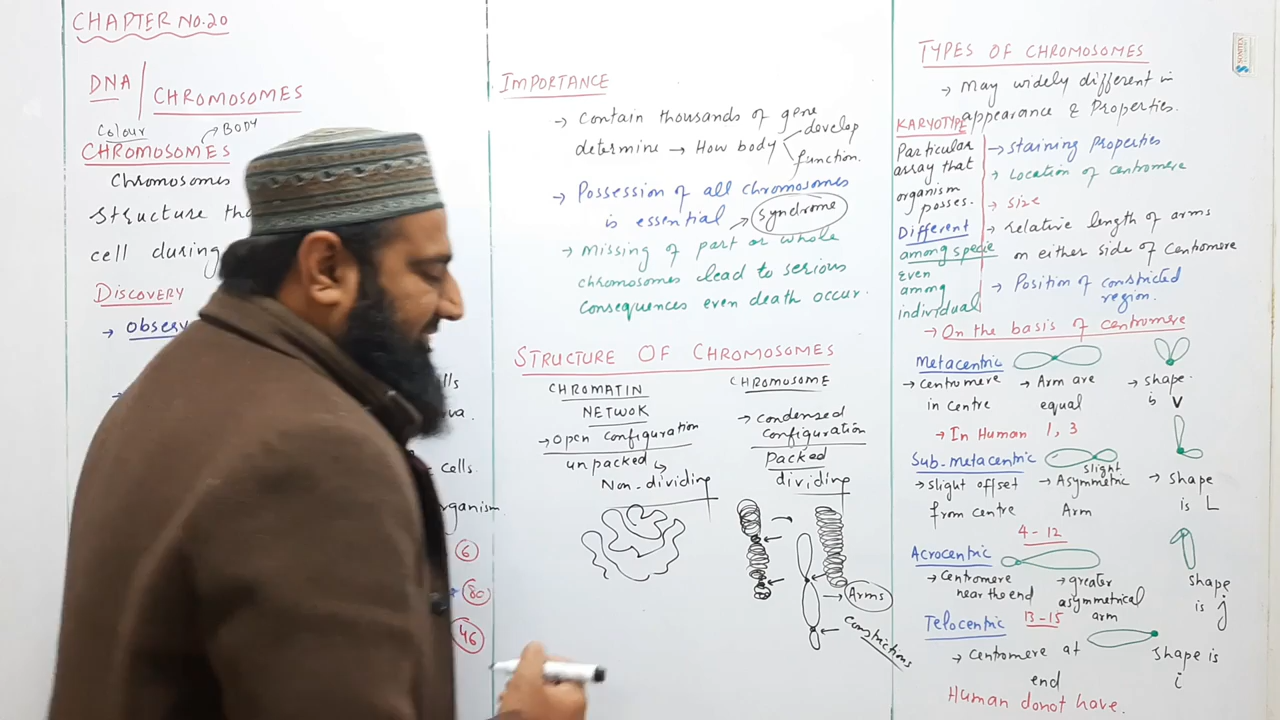 CHAPTER NO.20
DNA / CHROMOSOMES
Colour BODY
CHROMOSOMES
Chromosomes
structure
cell during
DISCOVERY
→ Observ
cells.
organism
6
80
46
IMPORTANCE
→ Contain thousands of gene
determine → How body develop
function.
→ Possession of all chromosomes
is essential → Syndrome
→ Missing of part or whole
chromosomes lead to serious
Consequences even death occur.
STRUCTURE OF CHROMOSOMES
CHROMATIN
NETWOK
→ Open configuration
unpacked
Non-dividing
CHROMOSOME
→ Condensed
configuration
Packed
dividing
Arms
Constrictions
SONTEX
TYPES OF CHROMOSOMES
→ May widely different in
appearance & Properties.
KARYOTYPE
Particular
array that
organism
posses.
Different
among specie
Even
among
individual
→ Staining Properties
→ Location of centromere
→ Size
→ relative length of arms
on either side of Centromere
→ Position of constricted
region.
→ On the basis of centromere
Metacentric
→ centromere → Arm are → shape
in centre equal is V
→ In Human 1, 3
Sub-metacentric
→ slight offset → slight Asymmetric → shape
from centre Arm is L
4-12
Acrocentric
→ Centromere → greater shape
near the end asymmetrical is j
arm
Telocentric 13-15
→ Centromere at shape is
end i
Human donot have.